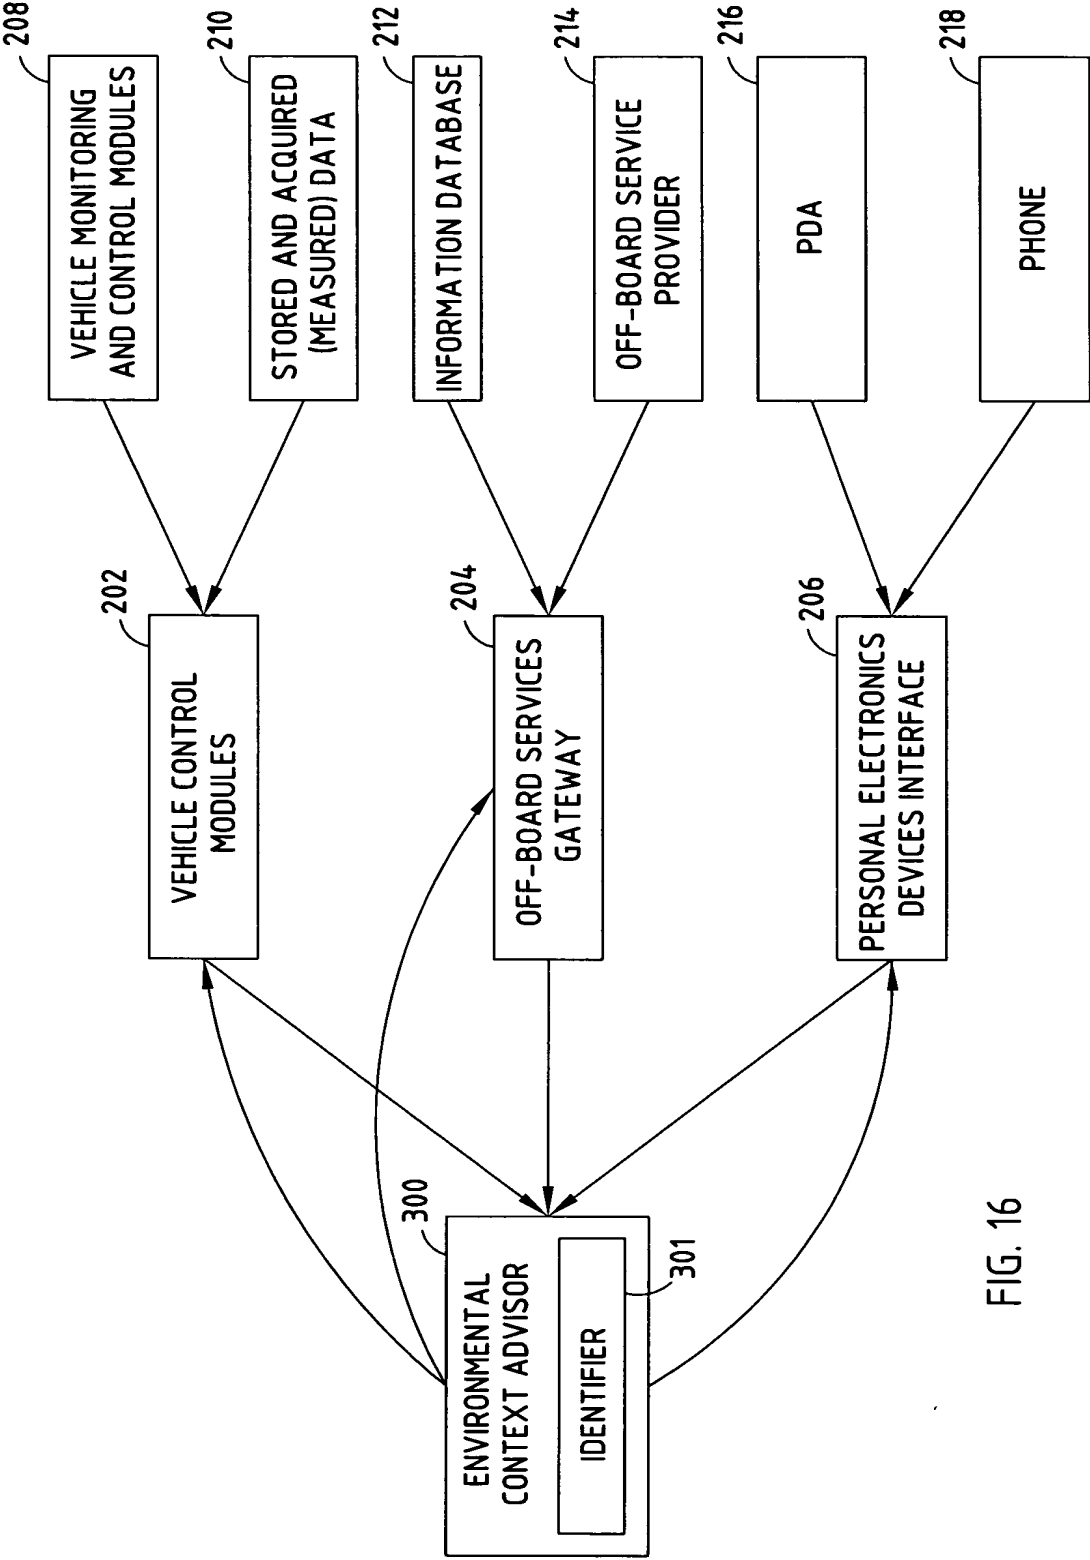 208
VEHICLE MONITORING
AND CONTROL MODULES
210
STORED AND ACQUIRED
(MEASURED) DATA
212
INFORMATION DATABASE
214
OFF-BOARD SERVICE
PROVIDER
216
PDA
218
PHONE
202
VEHICLE CONTROL
MODULES
204
OFF-BOARD SERVICES
GATEWAY
206
PERSONAL ELECTRONICS
DEVICES INTERFACE
300
ENVIRONMENTAL
CONTEXT ADVISOR
IDENTIFIER
301
FIG. 16